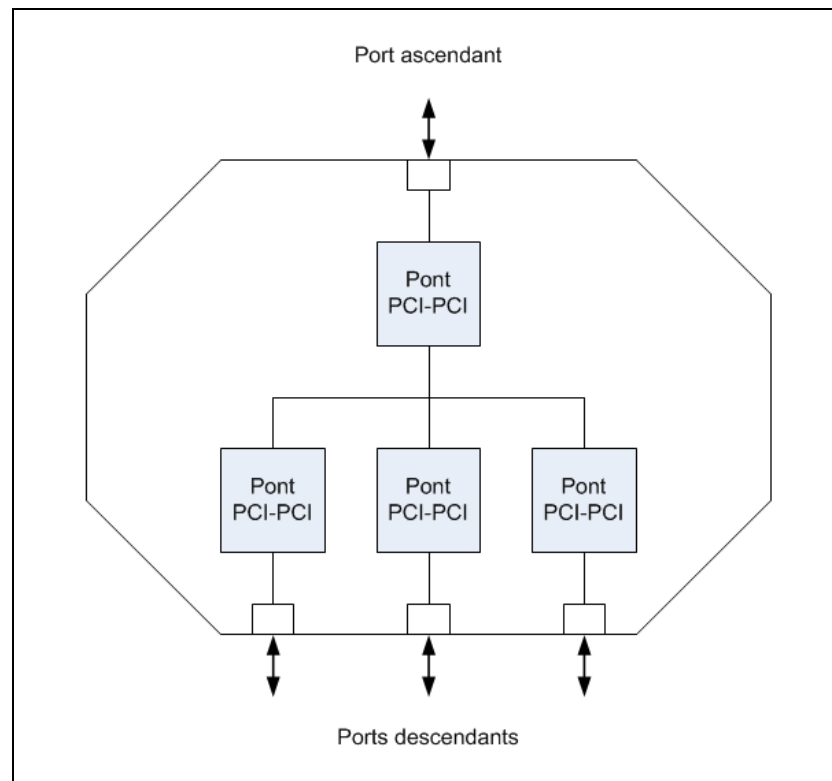 Port ascendant
Pont
PCI-PCI
Pont
PCI-PCI
Pont
PCI-PCI
Pont
PCI-PCI
Ports descendants